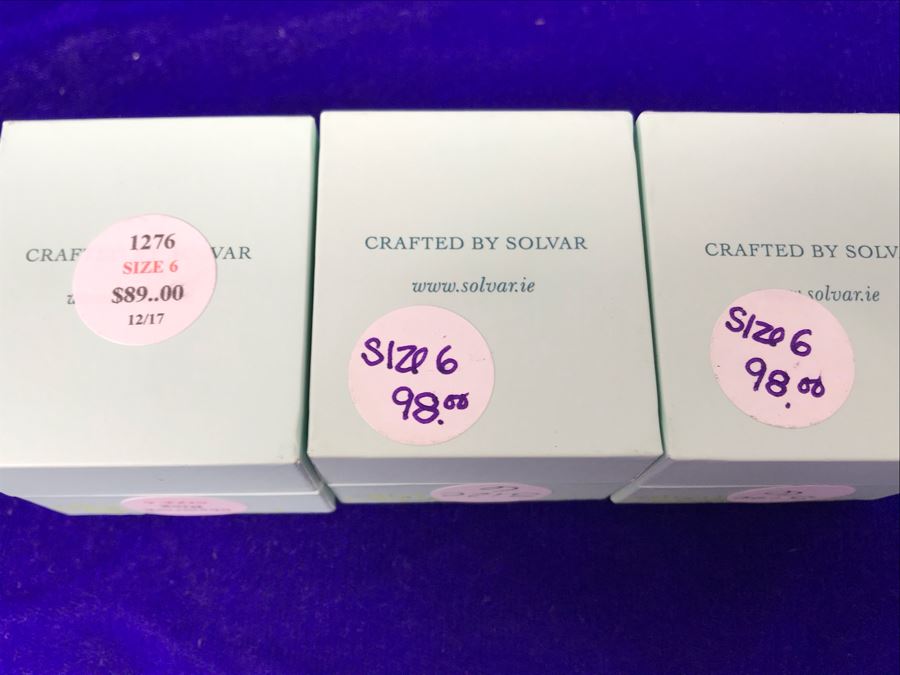 CRAF
VAR
1276
SIZE 6
$89..00
12/17
CRAFTED BY SOLVAR
www.solvar.ie
SIze 6
98.00
CRAFTED BY SOLV
solvar.ie
SIze 6
98.00